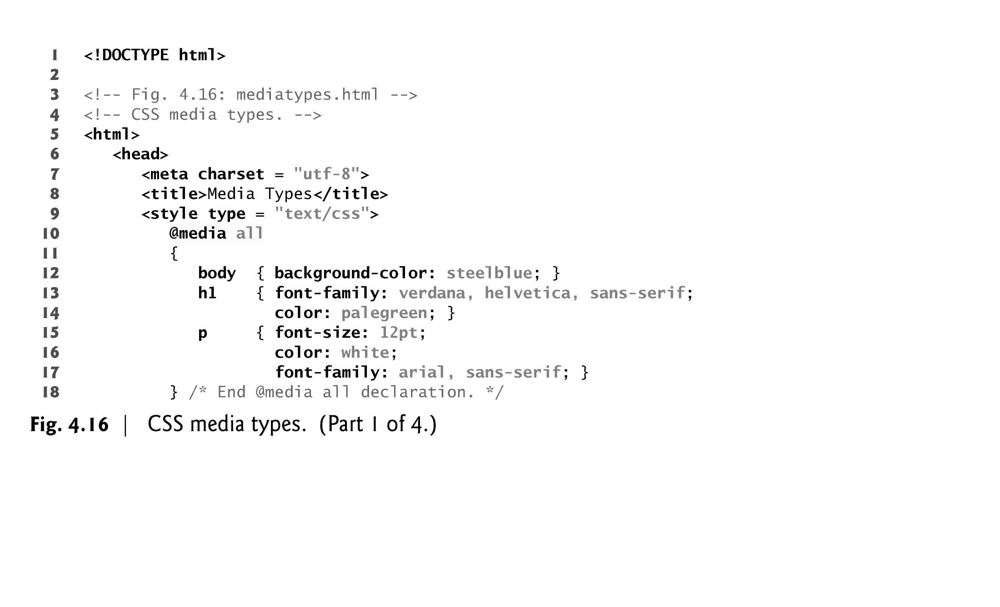 1 <!DOCTYPE html>
2
3 <!-- Fig. 4.16: mediatypes.html -->
4 <!-- CSS media types. -->
5 <html>
6 <head>
7 <meta charset = "utf-8">
8 <title>Media Types</title>
9 <style type = "text/css">
10 @media all
11 {
12 body { background-color: steelblue; }
13 h1 { font-family: verdana, helvetica, sans-serif;
14 color: palegreen; }
15 p { font-size: 12pt;
16 color: white;
17 font-family: arial, sans-serif; }
18 } /* End @media all declaration. */
Fig. 4.16 | CSS media types. (Part 1 of 4.)